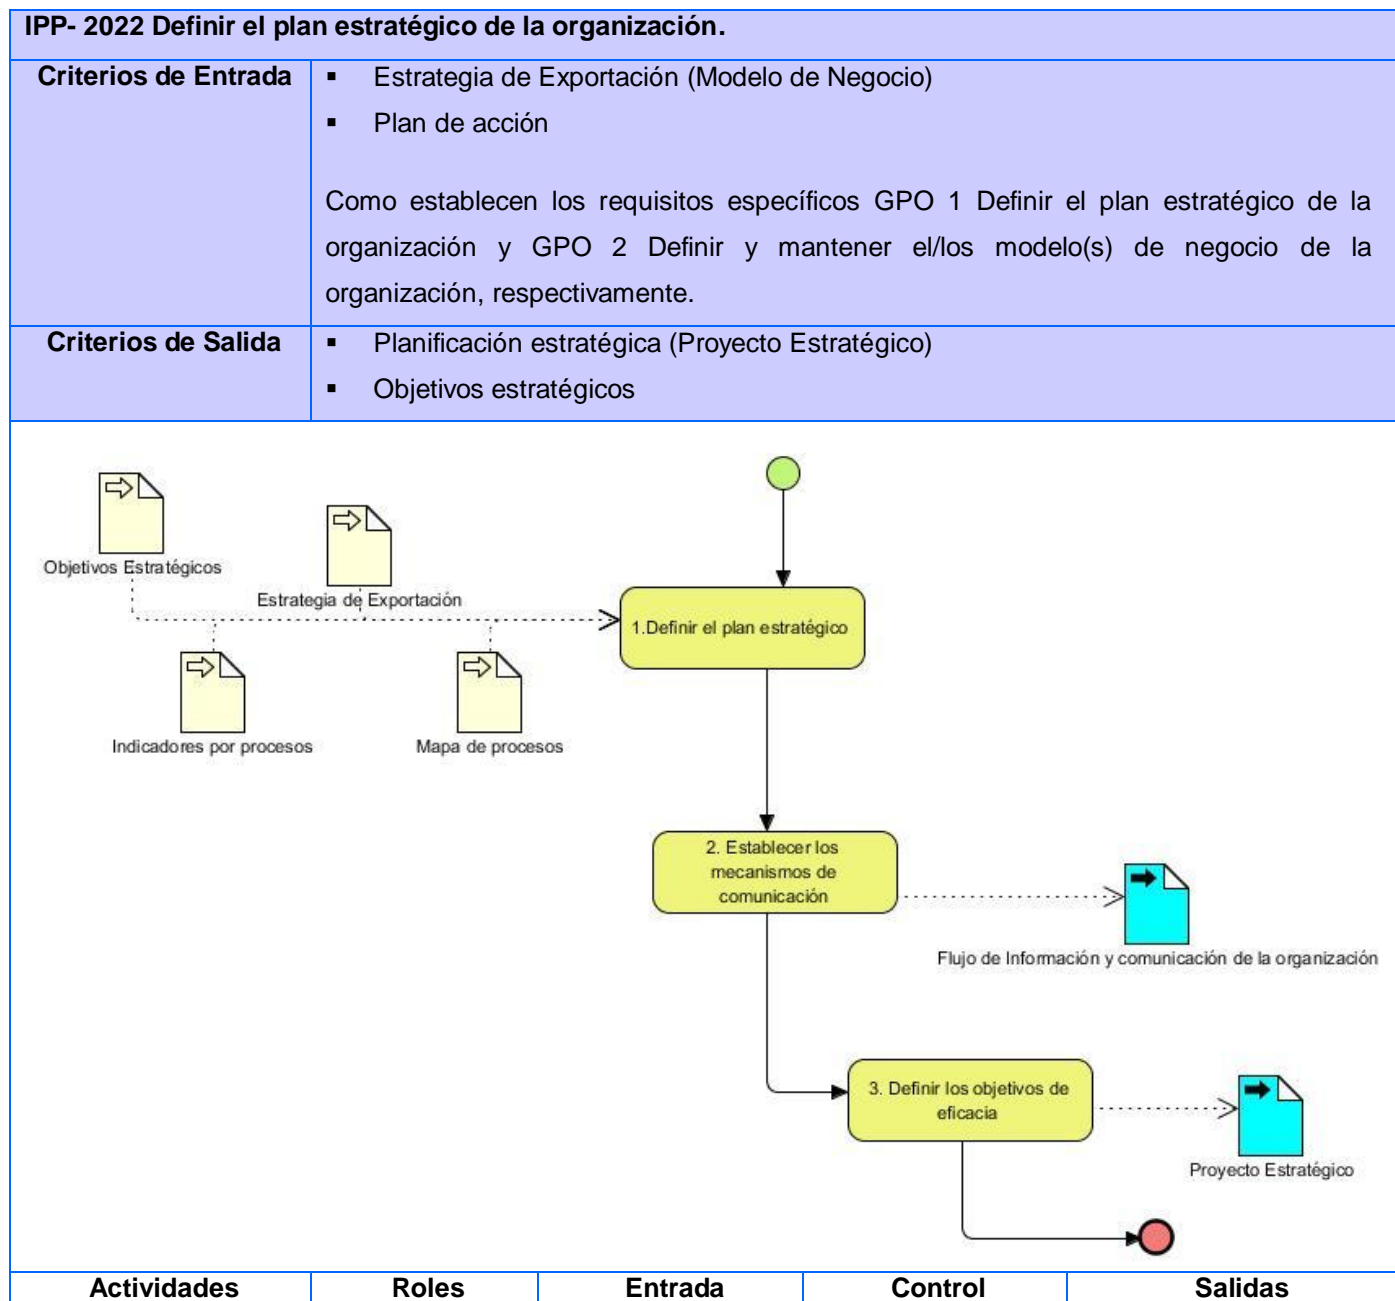 IPP- 2022 Definir el plan estratégico de la organización.
Criterios de Entrada
▪ Estrategia de Exportación (Modelo de Negocio)
▪ Plan de acción
Como establecen los requisitos específicos GPO 1 Definir el plan estratégico de la
organización y GPO 2 Definir y mantener el/los modelo(s) de negocio de la
organización, respectivamente.
Criterios de Salida
▪ Planificación estratégica (Proyecto Estratégico)
▪ Objetivos estratégicos
Objetivos Estratégicos
Estrategia de Exportación
1.Definir el plan estratégico
Indicadores por procesos
Mapa de procesos
2. Establecer los
mecanismos de
comunicación
Flujo de Información y comunicación de la organización
3. Definir los objetivos de
eficacia
Proyecto Estratégico
Actividades Roles Entrada Control Salidas